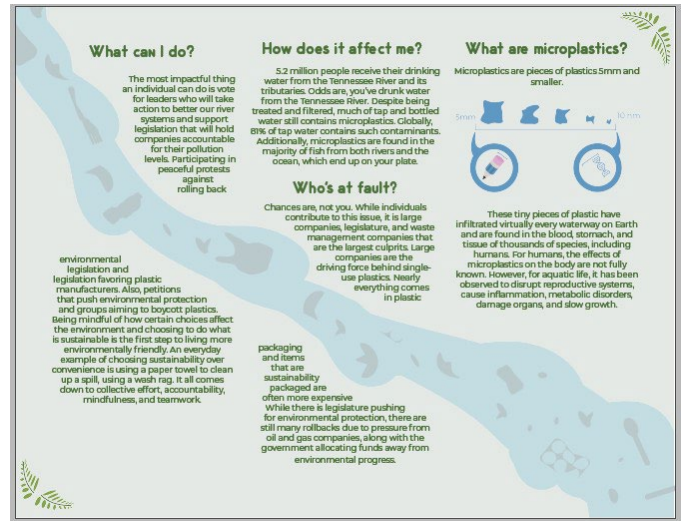 What can I do?
The most impactful thing
an individual can do is vote
for leaders who will take
action to better our river
systems and support
legislation that will hold
companies accountable
for their pollution
levels. Participating in
peaceful protests
against
rolling back
environmental
legislation and
legislation favoring plastic
manufacturers. Also, petitions
that push environmental protection
and groups aiming to boycott plastics.
Being mindful of how certain choices affect
the environment and choosing to do what
is sustainable is the first step to living more
environmentally friendly. An everyday
example of choosing sustainability over
convenience is using a paper towel to clean
up a spill, using a wash rag. It all comes
down to collective effort, accountability,
mindfulness, and teamwork.
How does it affect me?
5.2 million people receive their drinking
water from the Tennessee River and its
tributaries. Odds are, you've drunk water
from the Tennessee River. Despite being
treated and filtered, much of tap and bottled
water still contains microplastics. Globally,
81% of tap water contains such contaminants.
Additionally, microplastics are found in the
majority of fish from both rivers and the
ocean, which end up on your plate.
Who's at fault?
Chances are, not you. While individuals
contribute to this issue, it is large
companies, legislature, and waste
management companies that
are the largest culprits. Large
companies are the
driving force behind single-
use plastics. Nearly
everything comes
in plastic
packaging
and items
that are
sustainability
packaged are
often more expensive
While there is legislature pushing
for environmental protection, there are
still many rollbacks due to pressure from
oil and gas companies, along with the
government allocating funds away from
environmental progress.
What are microplastics?
Microplastics are pieces of plastics 5mm and
smaller.
5mm
10 nm
These tiny pieces of plastic have
infiltrated virtually every waterway on Earth
and are found in the blood, stomach, and
tissue of thousands of species, including
humans. For humans, the effects of
microplastics on the body are not fully
known. However, for aquatic life, it has been
observed to disrupt reproductive systems,
cause inflammation, metabolic disorders,
damage organs, and slow growth.